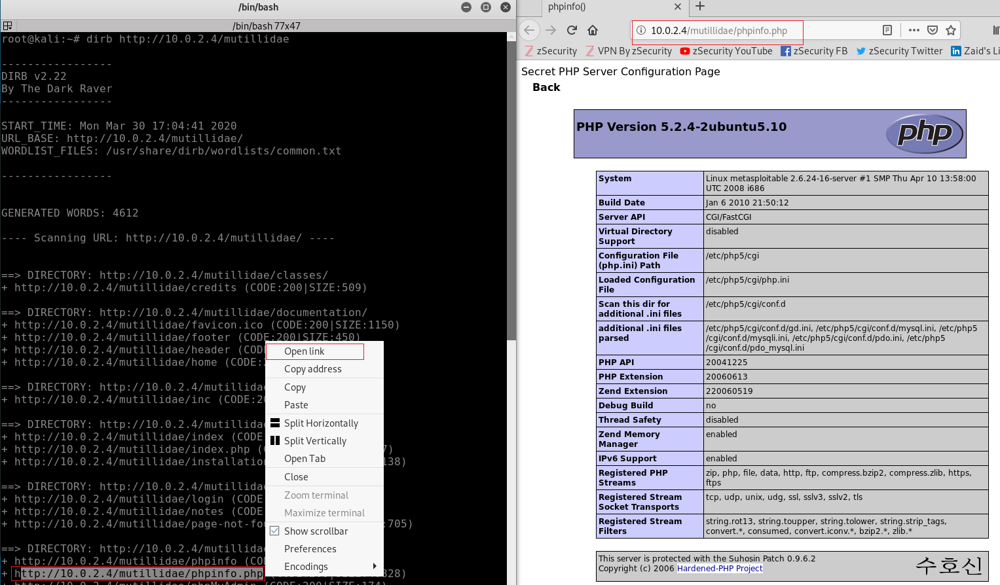 /bin/bash
/bin/bash 77x47
root@kali:~# dirb http://10.0.2.4/mutillidae
-----------------
DIRB v2.22
By The Dark Raver
-----------------
START_TIME: Mon Mar 30 17:04:41 2020
URL_BASE: http://10.0.2.4/mutillidae/
WORDLIST_FILES: /usr/share/dirb/wordlists/common.txt
-----------------
GENERATED WORDS: 4612
---- Scanning URL: http://10.0.2.4/mutillidae/ ----
==> DIRECTORY: http://10.0.2.4/mutillidae/classes/
+ http://10.0.2.4/mutillidae/credits (CODE:200|SIZE:509)
==> DIRECTORY: http://10.0.2.4/mutillidae/documentation/
+ http://10.0.2.4/mutillidae/favicon.ico (CODE:200|SIZE:1150)
+ http://10.0.2.4/mutillidae/footer (CODE:200|SIZE:450)
+ http://10.0.2.4/mutillidae/header (CODE
+ http://10.0.2.4/mutillidae/home (CODE:
==> DIRECTORY: http://10.0.2.4/mutillidae
+ http://10.0.2.4/mutillidae/inc (CODE:20
==> DIRECTORY: http://10.0.2.4/mutillidae
+ http://10.0.2.4/mutillidae/index (CODE
+ http://10.0.2.4/mutillidae/index.php ( 7)
+ http://10.0.2.4/mutillidae/installation 138)
==> DIRECTORY: http://10.0.2.4/mutillidae
+ http://10.0.2.4/mutillidae/login (CODE
+ http://10.0.2.4/mutillidae/notes (CODE
+ http://10.0.2.4/mutillidae/page-not-fou :705)
==> DIRECTORY: http://10.0.2.4/mutillidae
+ http://10.0.2.4/mutillidae/phpinfo (COD
+ http://10.0.2.4/mutillidae/phpinfo.php 828)
+ http://10.0.2.4/mutillidae/phpMyAdmin (CODE:200|SIZE:174)
Open link
Copy address
Copy
Paste
Split Horizontally
Split Vertically
Open Tab
Close
Zoom terminal
Maximize terminal
Show scrollbar
Preferences
Encodings
phpinfo()
10.0.2.4/mutillidae/phpinfo.php
zSecurity VPN By zSecurity zSecurity YouTube zSecurity FB zSecurity Twitter Zaid's Li
Secret PHP Server Configuration Page
Back
PHP Version 5.2.4-2ubuntu5.10
php
System Linux metasploitable 2.6.24-16-server #1 SMP Thu Apr 10 13:58:00
UTC 2008 i686
Build Date Jan 6 2010 21:50:12
Server API CGI/FastCGI
Virtual Directory disabled
Support
Configuration File /etc/php5/cgi
(php.ini) Path
Loaded Configuration /etc/php5/cgi/php.ini
File
Scan this dir for /etc/php5/cgi/conf.d
additional .ini files
additional .ini files /etc/php5/cgi/conf.d/gd.ini, /etc/php5/cgi/conf.d/mysql.ini, /etc/php5
parsed /cgi/conf.d/mysqli.ini, /etc/php5/cgi/conf.d/pdo.ini, /etc/php5
/cgi/conf.d/pdo_mysql.ini
PHP API 20041225
PHP Extension 20060613
Zend Extension 220060519
Debug Build no
Thread Safety disabled
Zend Memory enabled
Manager
IPv6 Support enabled
Registered PHP zip, php, file, data, http, ftp, compress.bzip2, compress.zlib, https,
Streams ftps
Registered Stream tcp, udp, unix, udg, ssl, sslv3, sslv2, tls
Socket Transports
Registered Stream string.rot13, string.toupper, string.tolower, string.strip_tags,
Filters convert.*, consumed, convert.iconv.*, bzip2.*, zlib.*
This server is protected with the Suhosin Patch 0.9.6.2
Copyright (c) 2006 Hardened-PHP Project
수호신